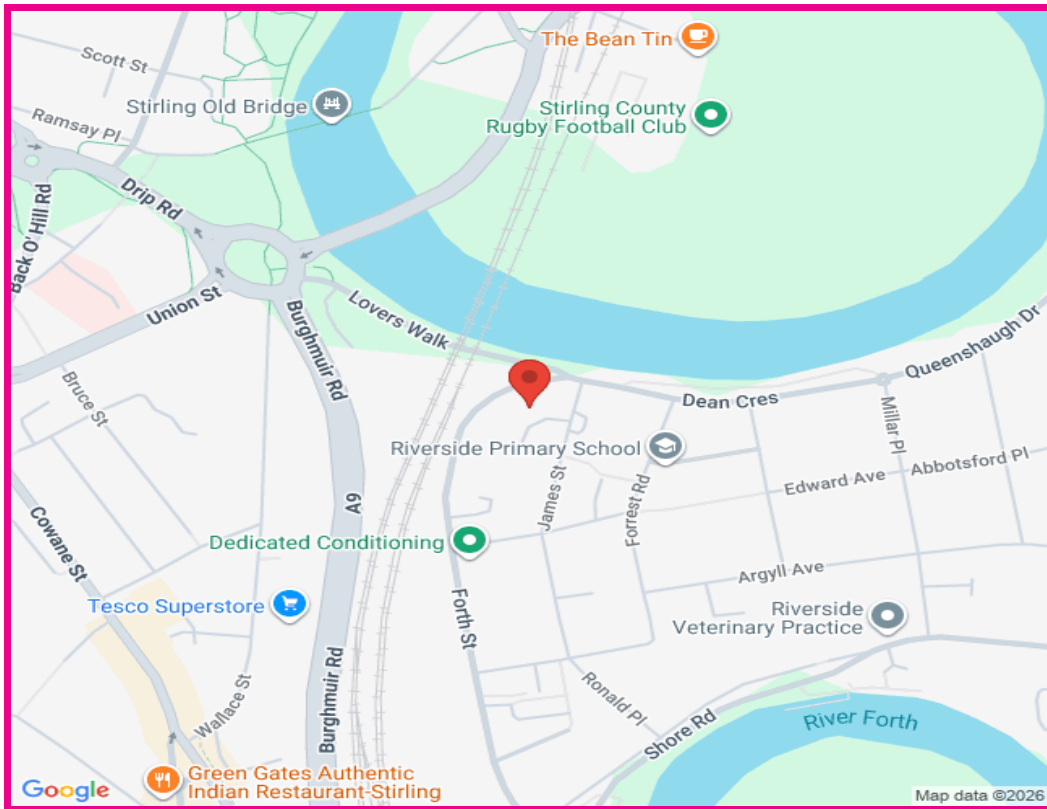 The Bean Tin
Scott St
Stirling Old Bridge
Stirling County
Rugby Football Club
Ramsay Pl
Drip Rd
Back O' Hill Rd
Union St
Burghmuir Rd
Lovers Walk
Queenshaugh Dr
Dean Cres
Bruce St
Millar Pl
Riverside Primary School
Abbotsford Pl
Edward Ave
James St
Forrest Rd
A9
Cowane St
Dedicated Conditioning
Argyll Ave
Tesco Superstore
Forth St
Riverside
Veterinary Practice
Burghmuir Rd
Wallace St
Ronald Pl
Shore Rd
River Forth
Green Gates Authentic
Indian Restaurant Stirling
Google
Map data ©2026